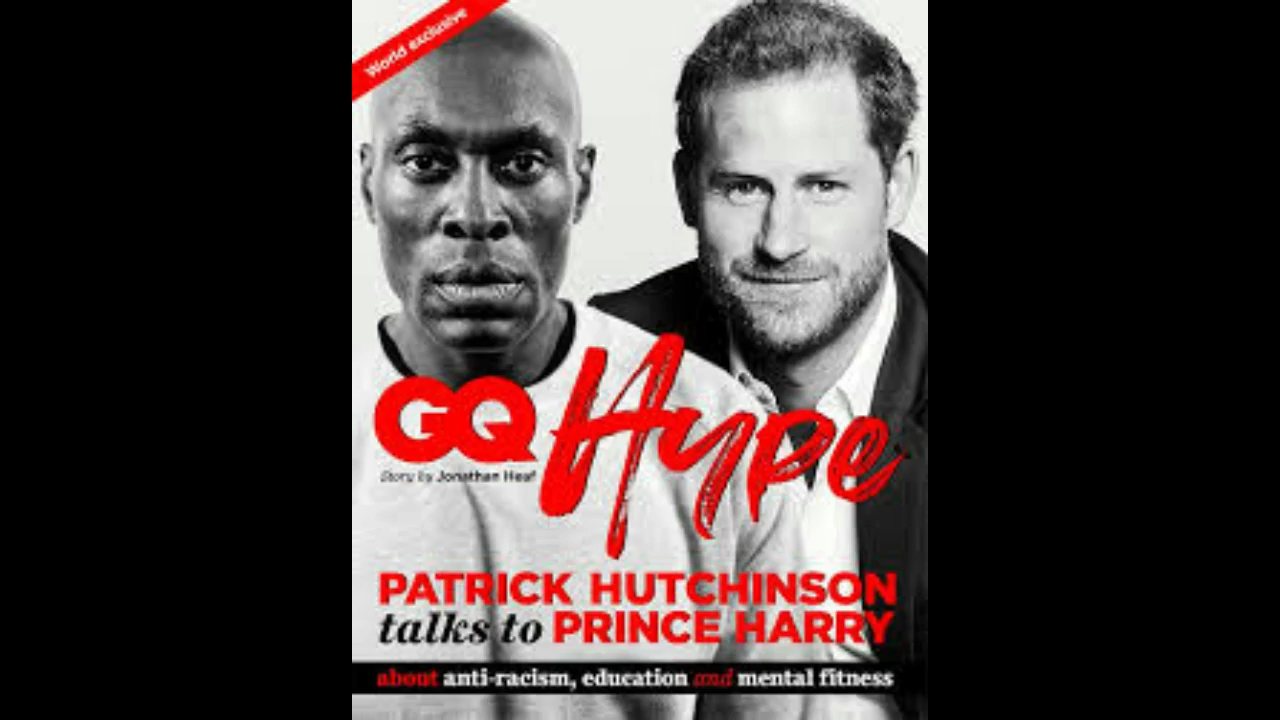 World exclusive
GQ Hype
Story by Jonathan Heaf
PATRICK HUTCHINSON
talks to PRINCE HARRY
about anti-racism, education and mental fitness